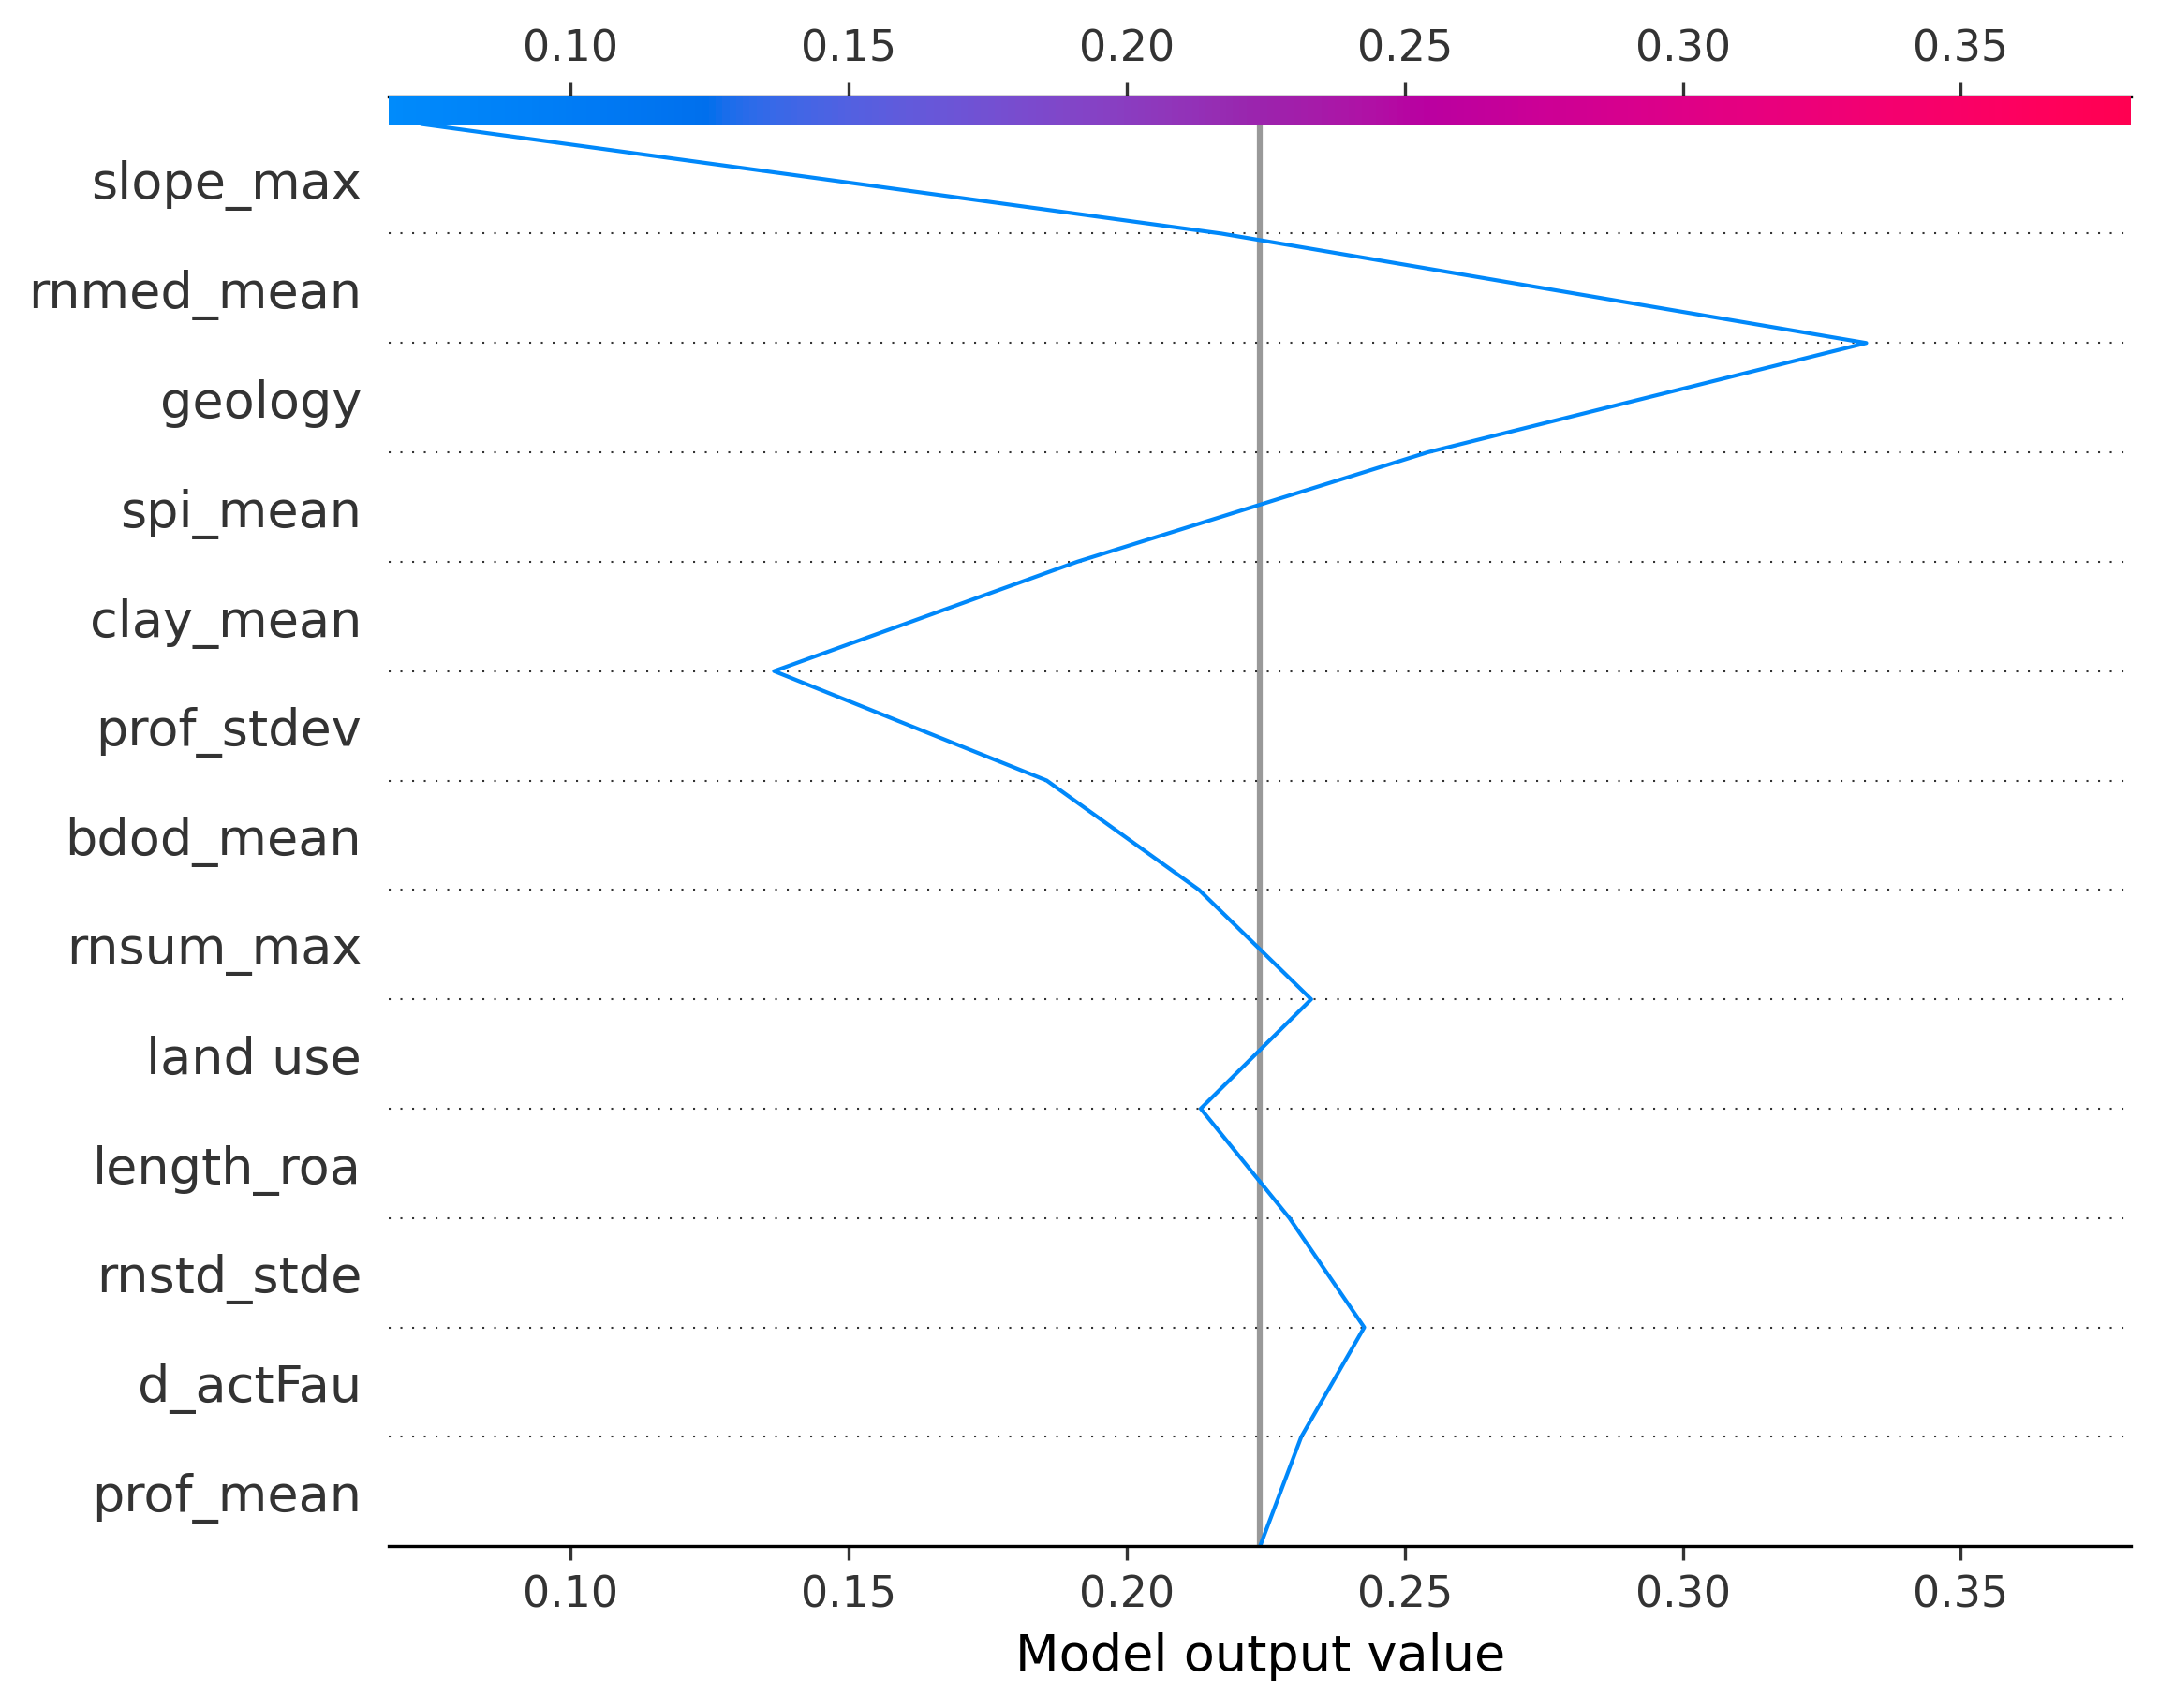 0.10 0.15 0.20 0.25 0.30 0.35
slope_max
rnmed_mean
geology
spi_mean
clay_mean
prof_stdev
bdod_mean
rnsum_max
land use
length_roa
rnstd_stde
d_actFau
prof_mean
0.10 0.15 0.20 0.25 0.30 0.35
Model output value